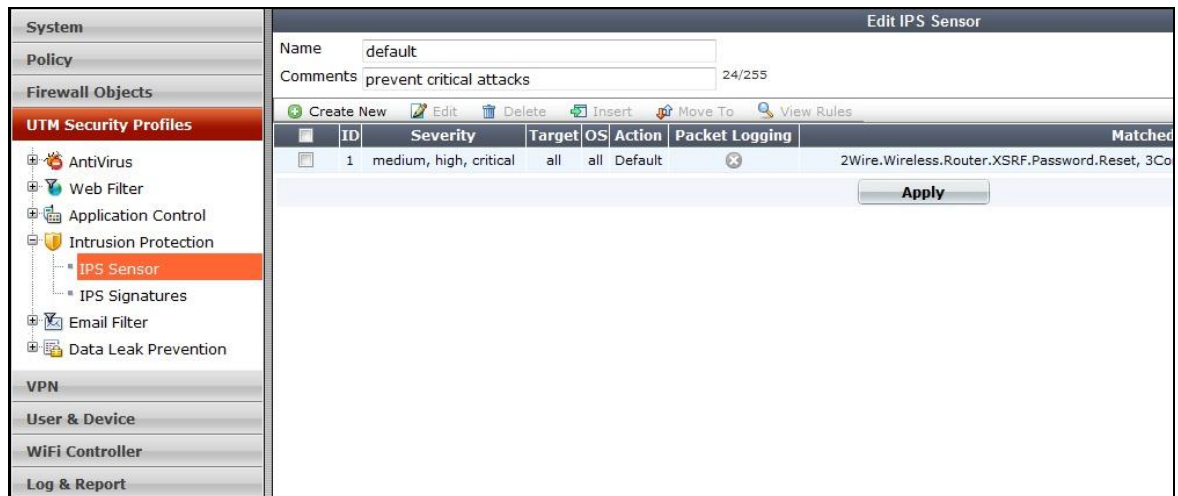 System
Policy
Firewall Objects
UTM Security Profiles
AntiVirus
Web Filter
Application Control
Intrusion Protection
IPS Sensor
IPS Signatures
Email Filter
Data Leak Prevention
VPN
User & Device
WiFi Controller
Log & Report
Edit IPS Sensor
Name default
Comments prevent critical attacks 24/255
Create New Edit Delete Insert Move To View Rules
ID Severity Target OS Action Packet Logging Matched
1 medium, high, critical all all Default 2Wire.Wireless.Router.XSRF.Password.Reset, 3Co
Apply